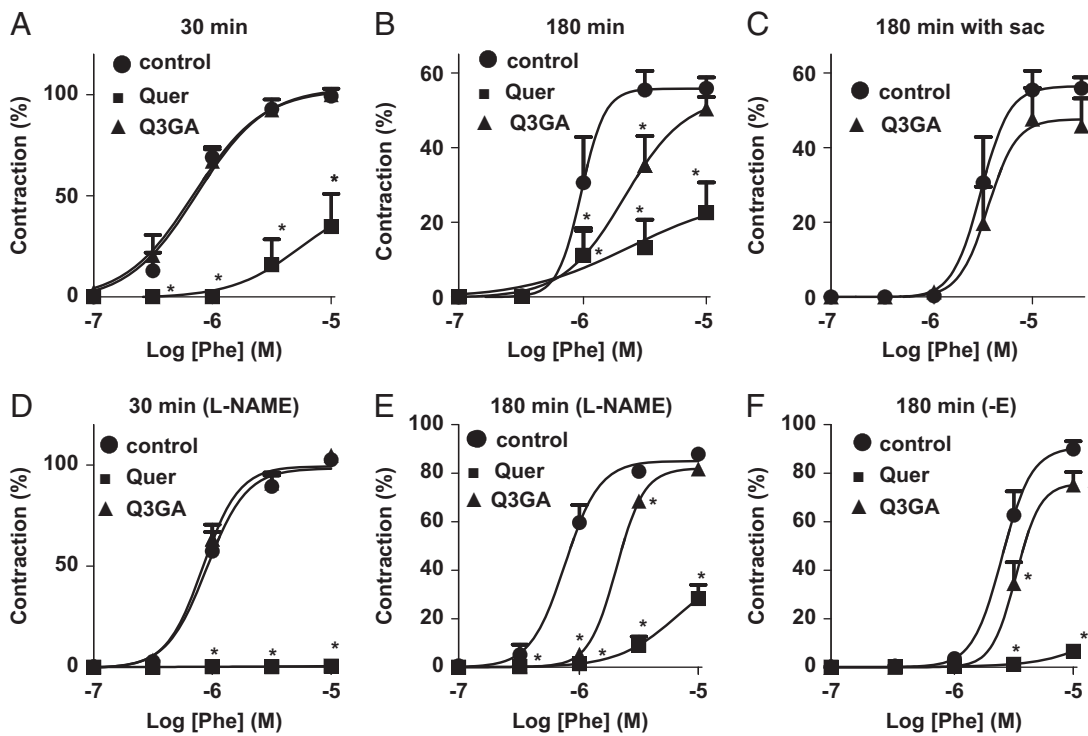 A
30 min
control
Quer
Q3GA
Contraction (%)
100
50
0
-7
-6
-5
*
*
*
*
Log [Phe] (M)
B
180 min
control
Quer
Q3GA
Contraction (%)
60
40
20
0
-7
-6
-5
*
*
*
*
*
Log [Phe] (M)
C
180 min with sac
control
Q3GA
Contraction (%)
60
40
20
0
-7
-6
-5
Log [Phe] (M)
D
30 min (L-NAME)
control
Quer
Q3GA
Contraction (%)
100
50
0
-7
-6
-5
*
*
*
Log [Phe] (M)
E
180 min (L-NAME)
control
Quer
Q3GA
Contraction (%)
100
80
60
40
20
0
-7
-6
-5
*
*
*
*
*
*
Log [Phe] (M)
F
180 min (-E)
control
Quer
Q3GA
Contraction (%)
100
80
60
40
20
0
-7
-6
-5
*
*
*
Log [Phe] (M)